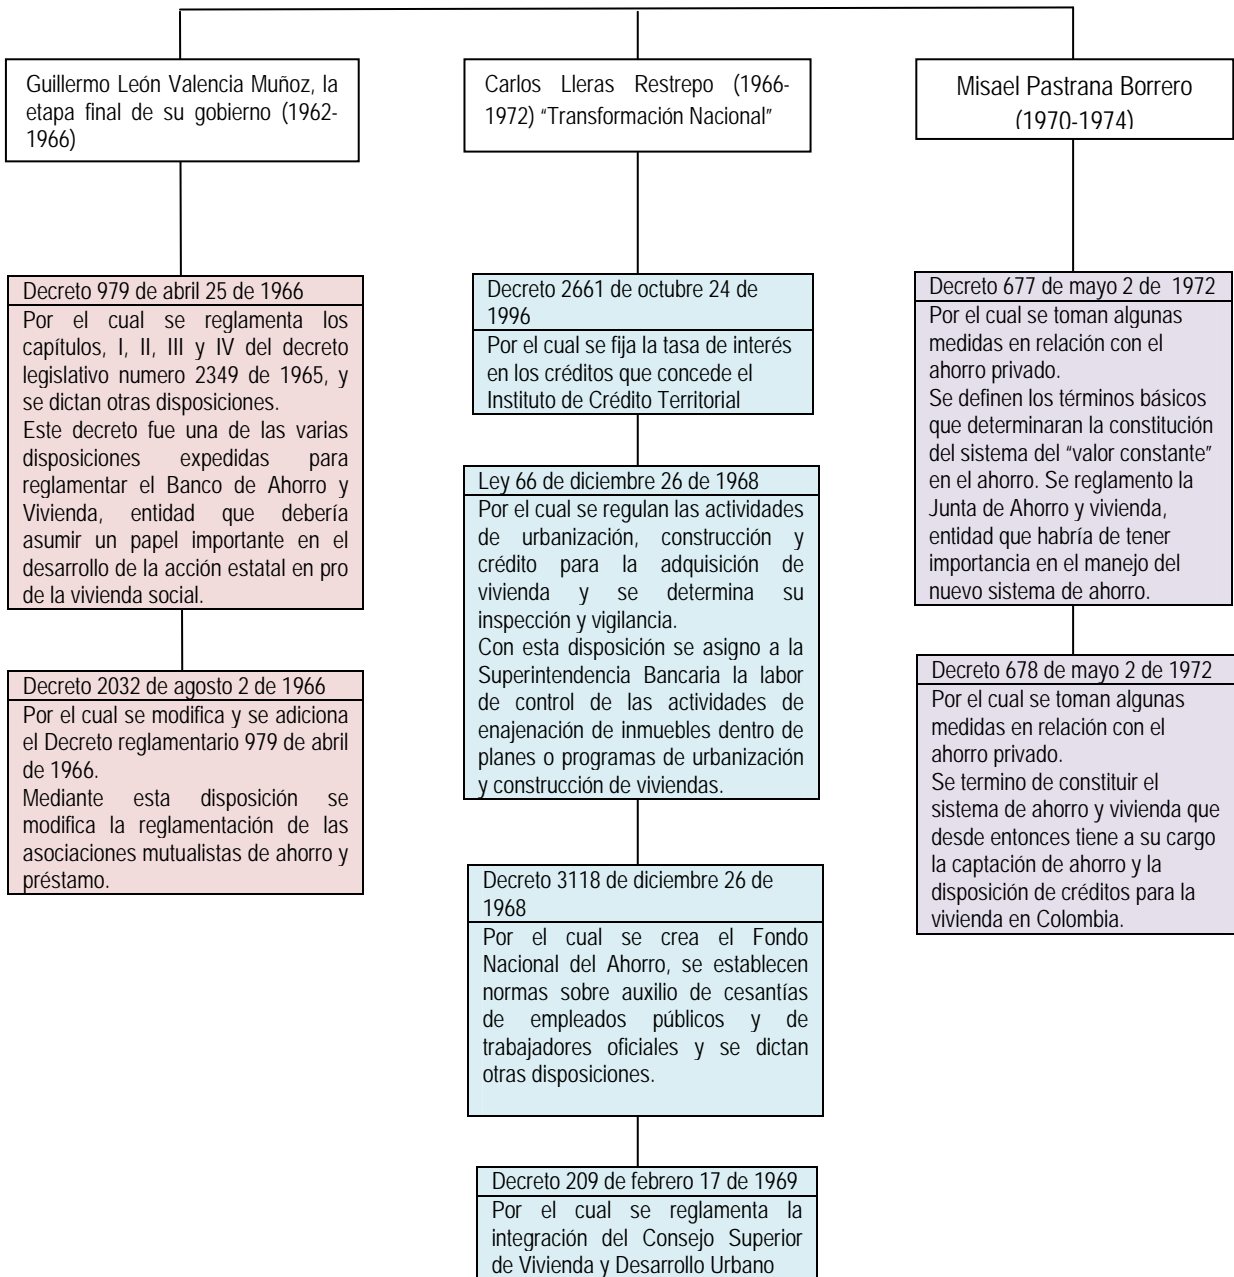 Guillermo León Valencia Muñoz, la
etapa final de su gobierno (1962-
1966)
Decreto 979 de abril 25 de 1966
Por el cual se reglamenta los
capítulos, I, II, III y IV del decreto
legislativo numero 2349 de 1965, y
se dictan otras disposiciones.
Este decreto fue una de las varias
disposiciones expedidas para
reglamentar el Banco de Ahorro y
Vivienda, entidad que debería
asumir un papel importante en el
desarrollo de la acción estatal en pro
de la vivienda social.
Decreto 2032 de agosto 2 de 1966
Por el cual se modifica y se adiciona
el Decreto reglamentario 979 de abril
de 1966.
Mediante esta disposición se
modifica la reglamentación de las
asociaciones mutualistas de ahorro y
préstamo.
Carlos Lleras Restrepo (1966-
1972) “Transformación Nacional”
Decreto 2661 de octubre 24 de
1996
Por el cual se fija la tasa de interés
en los créditos que concede el
Instituto de Crédito Territorial
Ley 66 de diciembre 26 de 1968
Por el cual se regulan las actividades
de urbanización, construcción y
crédito para la adquisición de
vivienda y se determina su
inspección y vigilancia.
Con esta disposición se asigno a la
Superintendencia Bancaria la labor
de control de las actividades de
enajenación de inmuebles dentro de
planes o programas de urbanización
y construcción de viviendas.
Decreto 3118 de diciembre 26 de
1968
Por el cual se crea el Fondo
Nacional del Ahorro, se establecen
normas sobre auxilio de cesantías
de empleados públicos y de
trabajadores oficiales y se dictan
otras disposiciones.
Decreto 209 de febrero 17 de 1969
Por el cual se reglamenta la
integración del Consejo Superior
de Vivienda y Desarrollo Urbano
Misael Pastrana Borrero
(1970-1974)
Decreto 677 de mayo 2 de 1972
Por el cual se toman algunas
medidas en relación con el
ahorro privado.
Se definen los términos básicos
que determinaran la constitución
del sistema del “valor constante”
en el ahorro. Se reglamento la
Junta de Ahorro y vivienda,
entidad que habría de tener
importancia en el manejo del
nuevo sistema de ahorro.
Decreto 678 de mayo 2 de 1972
Por el cual se toman algunas
medidas en relación con el
ahorro privado.
Se termino de constituir el
sistema de ahorro y vivienda que
desde entonces tiene a su cargo
la captación de ahorro y la
disposición de créditos para la
vivienda en Colombia.